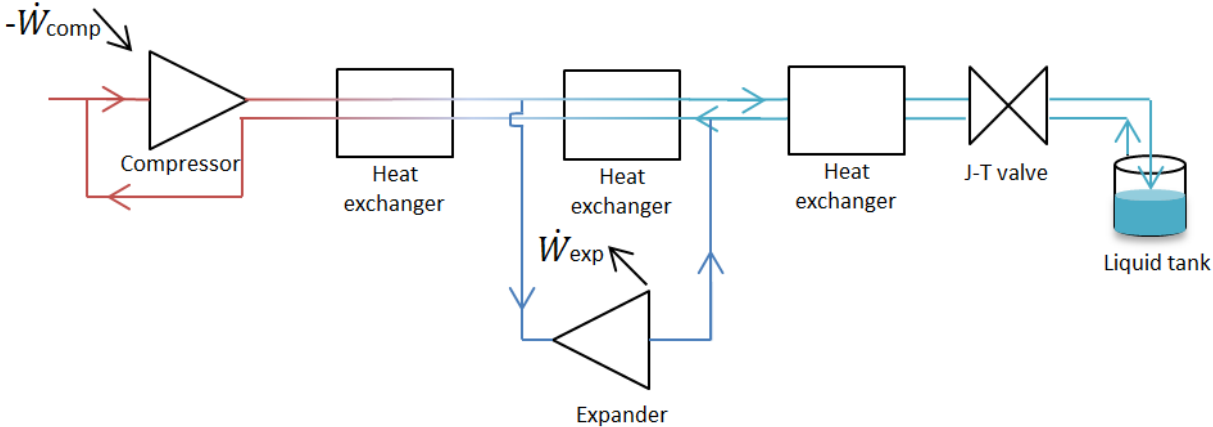 -Ẇcomp
Compressor
Heat
exchanger
Heat
exchanger
Heat
exchanger
J-T valve
Liquid tank
Ẇexp
Expander